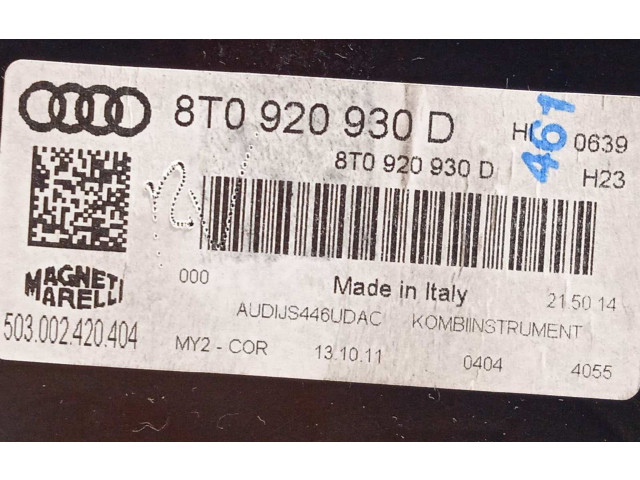 8T0 920 930 D
0639
461
8T0 920 930 D
H23
MAGNETI
MARELLI
000
Made in Italy
21 50 14
503.002.420.404
AUDIJS446UDAC KOMBIINSTRUMENT
MY2 - COR 13.10.11 0404 4055